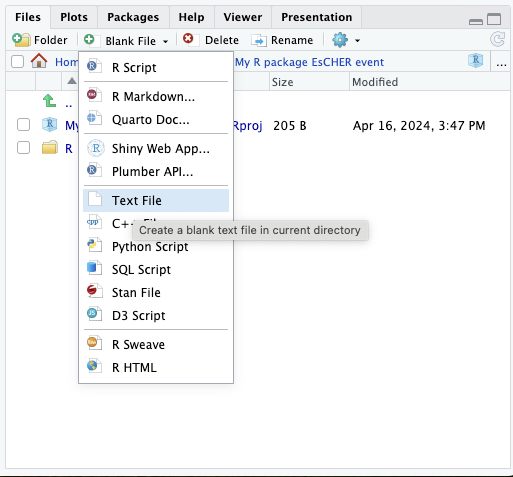 Files Plots Packages Help Viewer Presentation
Folder Blank File Delete Rename
Hom My R package EsCHER event ...
Size Modified
R Script
..
R Markdown...
My Rproj 205 B Apr 16, 2024, 3:47 PM
Quarto Doc...
R
Shiny Web App...
Plumber API...
Text File
C++ File
Create a blank text file in current directory
Python Script
SQL Script
Stan File
D3 Script
R Sweave
R HTML